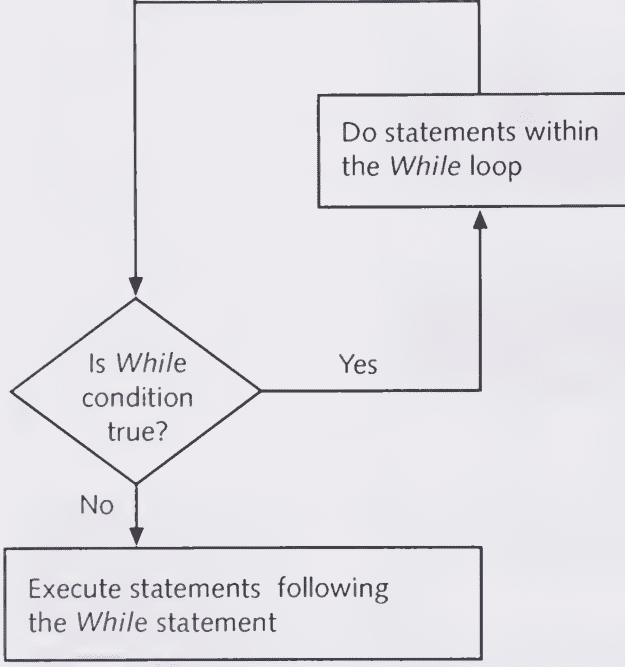 Do statements within
the While loop
Is While
condition
true?
Yes
No
Execute statements following
the While statement